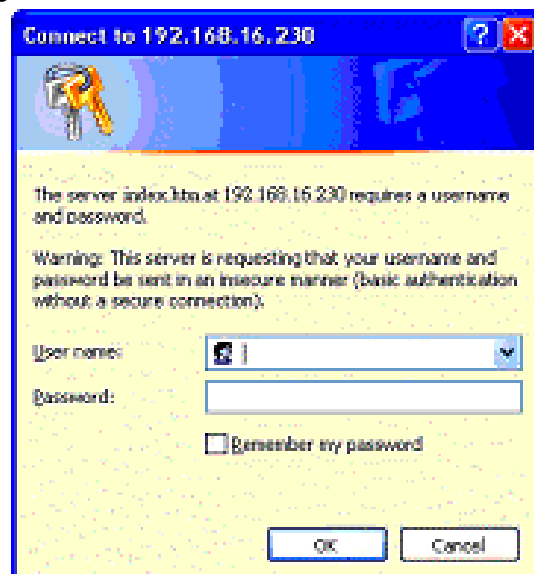 Connect to 192.168.16.230
The server index.htm at 192.168.16.230 requires a username
and password.
Warning: This server is requesting that your username and
password be sent in an insecure manner (basic authentication
without a secure connection).
User name:
Password:
Remember my password
OK
Cancel